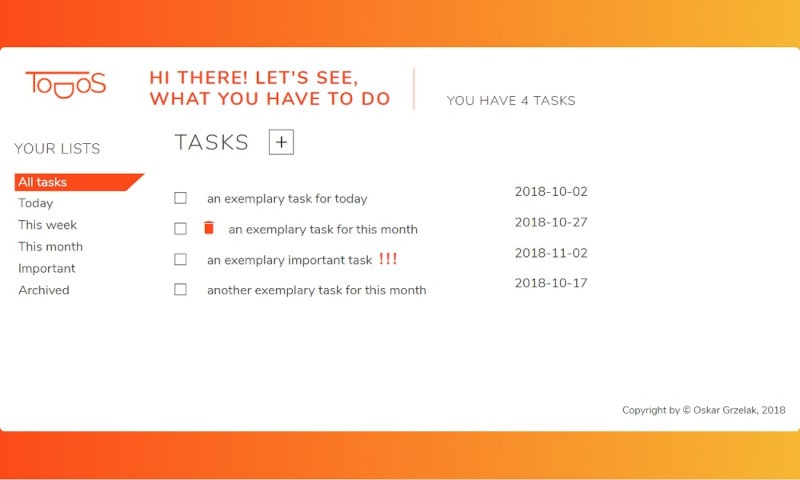 ToDoS
HI THERE! LET'S SEE,
WHAT YOU HAVE TO DO
YOU HAVE 4 TASKS
YOUR LISTS
All tasks
Today
This week
This month
Important
Archived
TASKS +
an exemplary task for today 2018-10-02
an exemplary task for this month 2018-10-27
an exemplary important task !!! 2018-11-02
another exemplary task for this month 2018-10-17
Copyright by © Oskar Grzelak, 2018